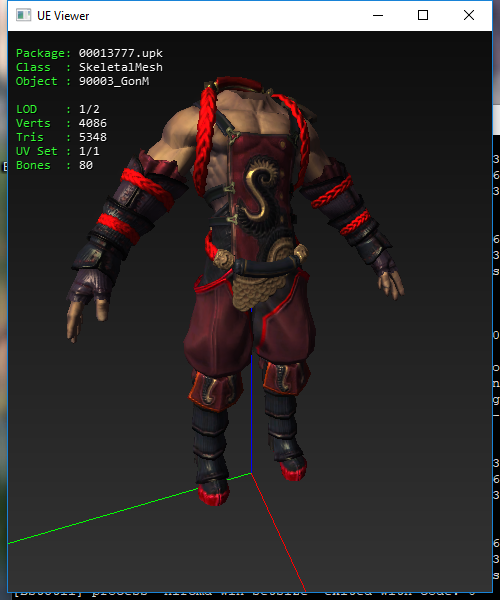 UE Viewer
Package: 00013777.upk
Class : SkeletalMesh
Object : 90003_GonM
LOD : 1/2
Verts : 4086
Tris : 5348
UV Set : 1/1
Bones : 80